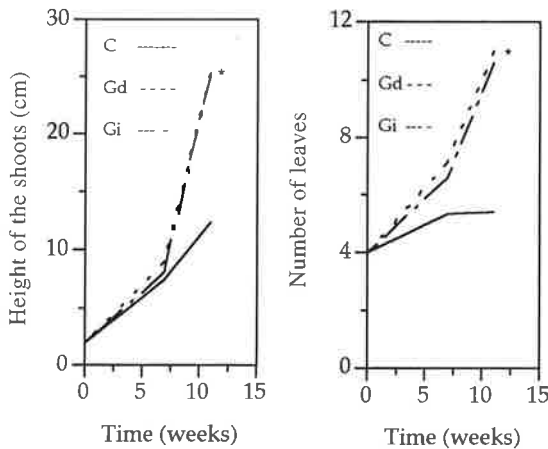 Height of the shoots (cm)
30
20
10
0
C
Gd
Gi
*
0 5 10 15
Time (weeks)
Number of leaves
12
8
4
0
C
Gd
Gi
*
0 5 10 15
Time (weeks)